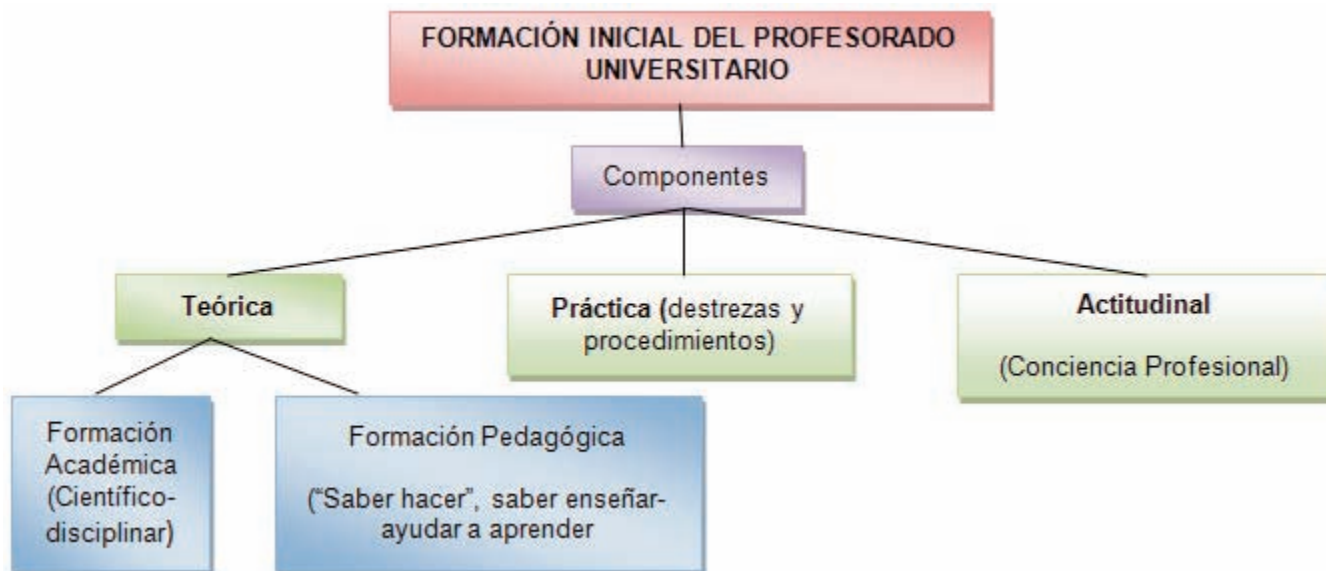 FORMACIÓN INICIAL DEL PROFESORADO
UNIVERSITARIO
Componentes
Teórica
Práctica (destrezas y
procedimientos)
Actitudinal
(Conciencia Profesional)
Formación
Académica
(Científico-
disciplinar)
Formación Pedagógica
(“Saber hacer”, saber enseñar-
ayudar a aprender